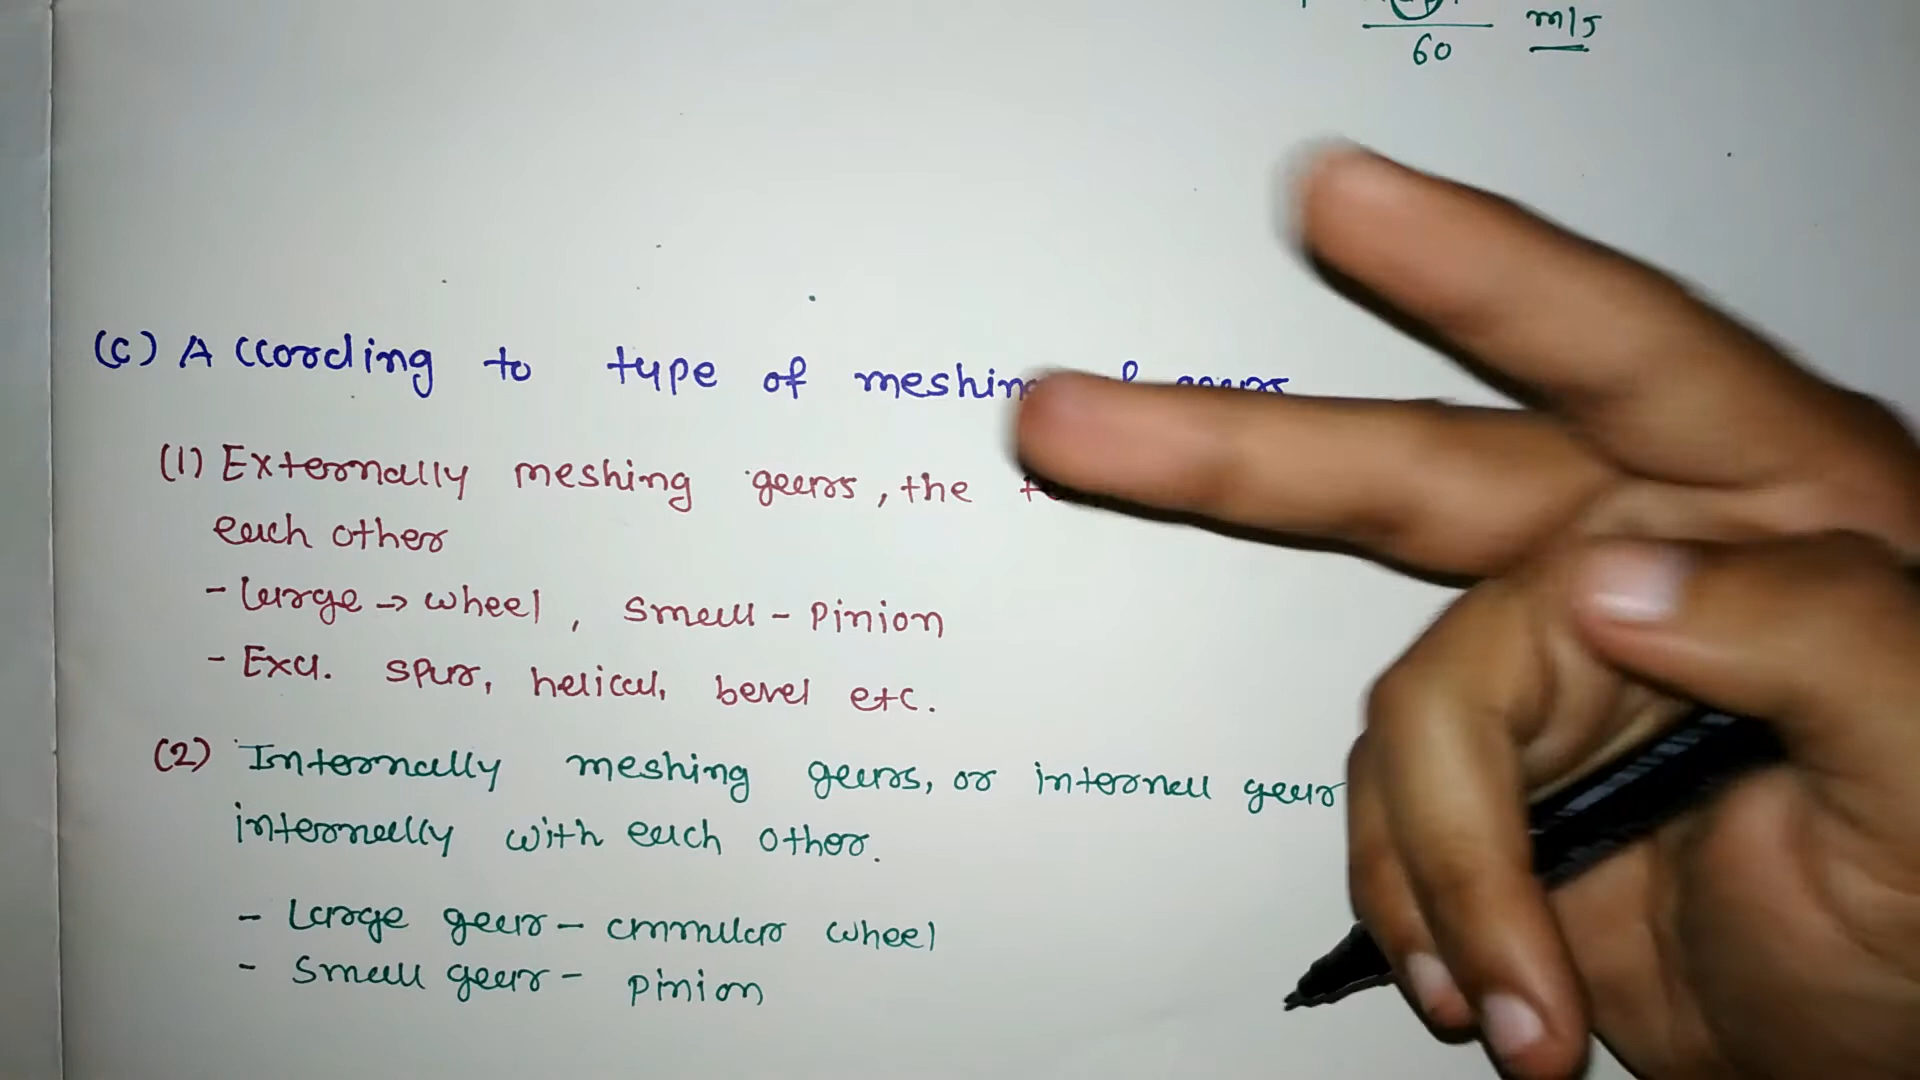 60 m/s
(C) According to type of meshing of gears
(1) Externally meshing gears, the
each other
- Large → wheel, small - Pinion
- Exa. spur, helical, bevel etc.
(2) Internally meshing gears, or internal gear
internally with each other.
- Large gear - annular wheel
- Small gear - pinion